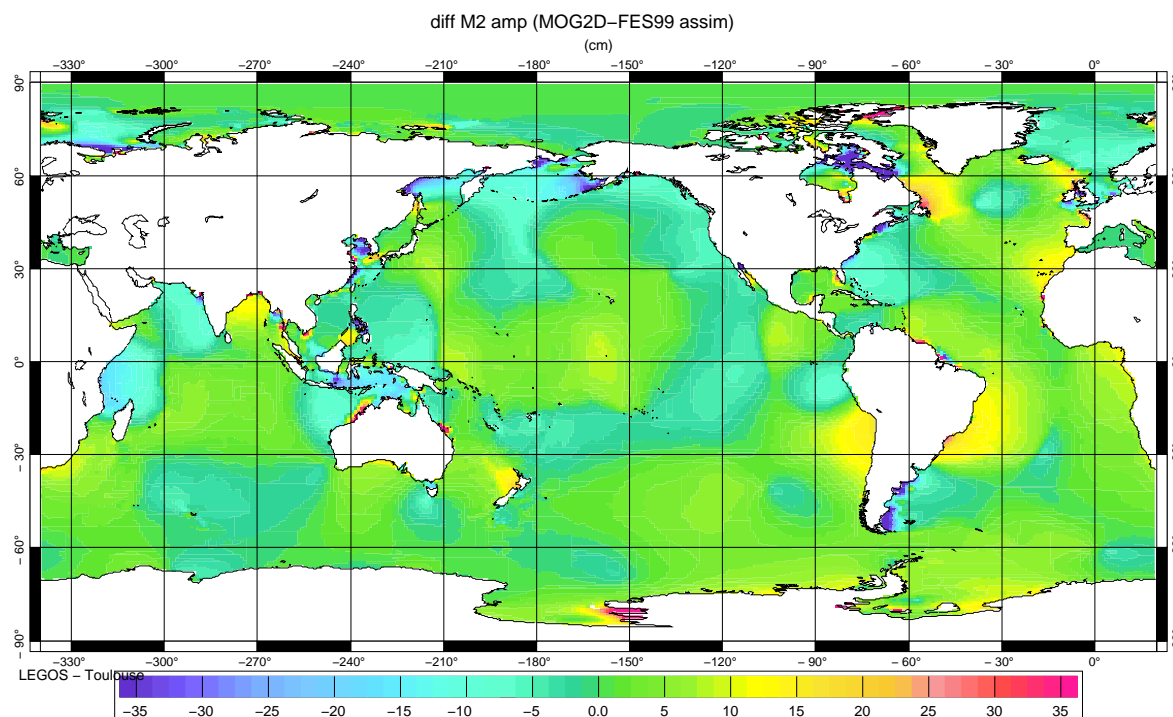 diff M2 amp (MOG2D−FES99 assim)
(cm)
−330° −300° −270° −240° −210° −180° −150° −120° −90° −60° −30° 0°
90°
60°
30°
0°
−30°
−60°
−90°
−330° −300° −270° −240° −210° −180° −150° −120° −90° −60° −30° 0°
LEGOS − Toulouse
−35 −30 −25 −20 −15 −10 −5 0.0 5 10 15 20 25 30 35